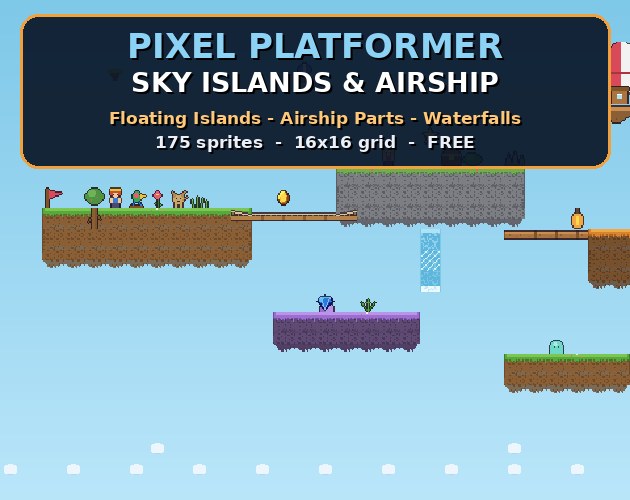 PIXEL PLATFORMER
SKY ISLANDS & AIRSHIP
Floating Islands - Airship Parts - Waterfalls
175 sprites - 16x16 grid - FREE